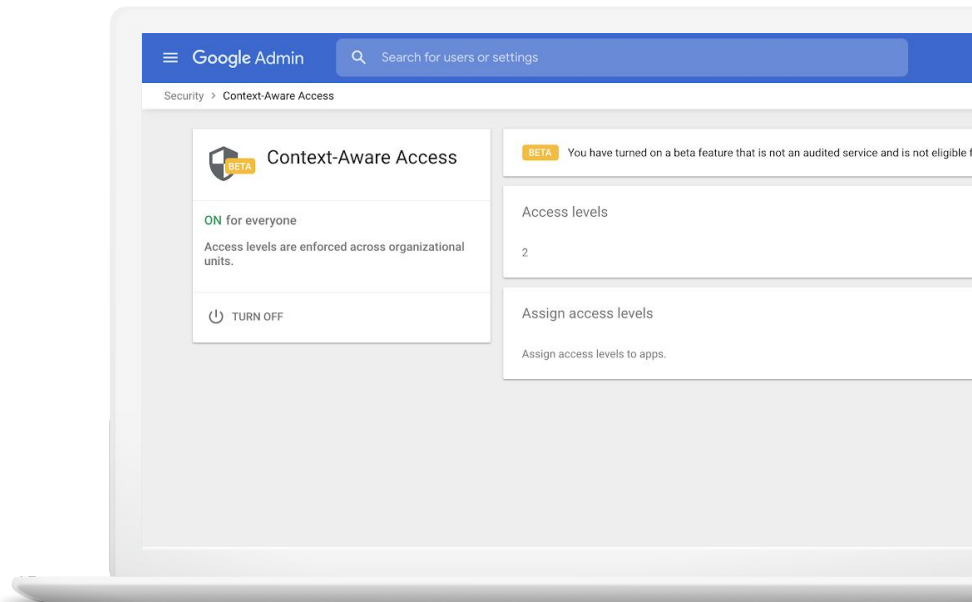 Google Admin
Search for users or settings
Security > Context-Aware Access
BETA
Context-Aware Access
ON for everyone
Access levels are enforced across organizational
units.
TURN OFF
BETA You have turned on a beta feature that is not an audited service and is not eligible
Access levels
2
Assign access levels
Assign access levels to apps.